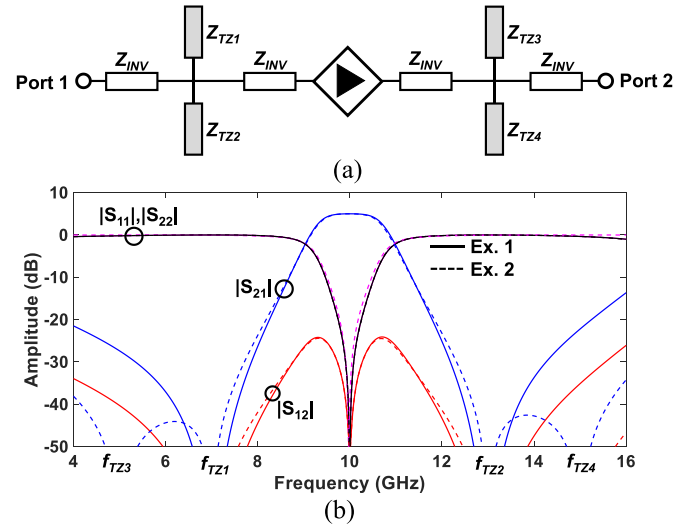 Z_TZ1 Z_TZ3
Port 1 Z_INV Z_INV Z_INV Z_INV Port 2
Z_TZ2 Z_TZ4
(a)
10
0
-10
-20
-30
-40
-50
Amplitude (dB)
|S11|,|S22|
|S21|
|S12|
Ex. 1
Ex. 2
4 6 8 10 12 14 16
f_TZ3 f_TZ1 f_TZ2 f_TZ4
Frequency (GHz)
(b)